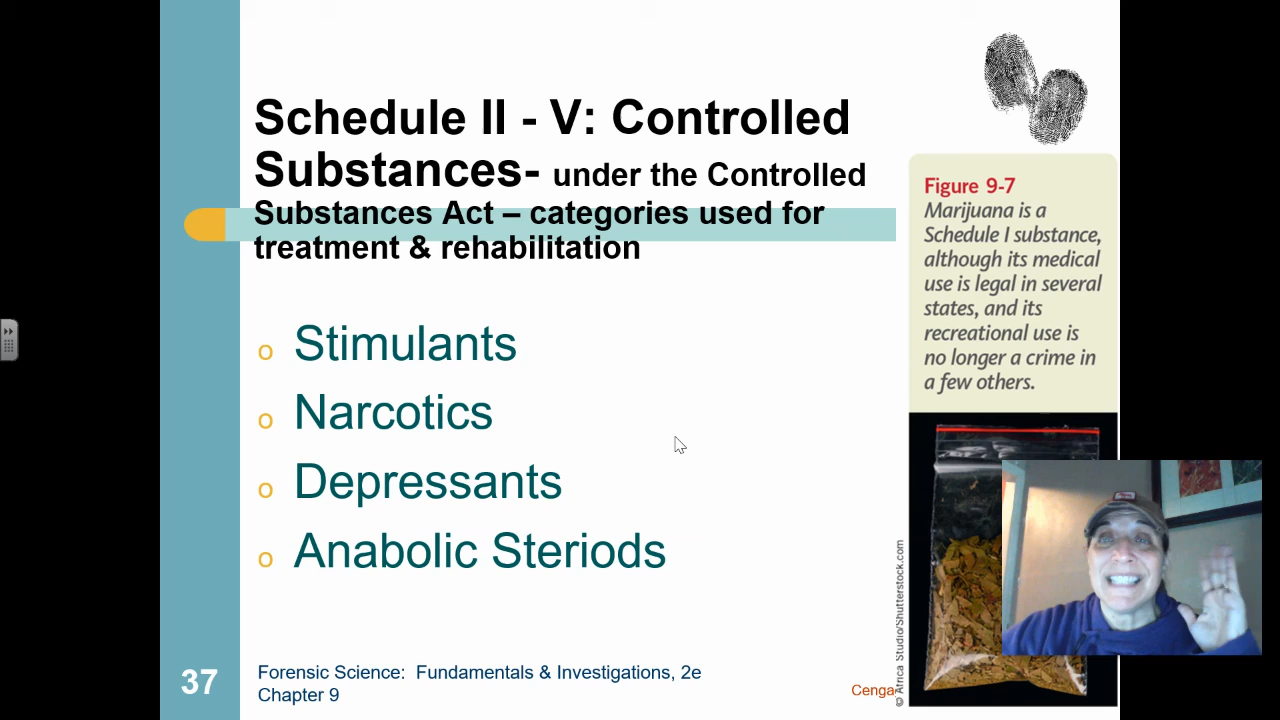 Schedule II - V: Controlled
Substances- under the Controlled
Substances Act – categories used for
treatment & rehabilitation
o Stimulants
o Narcotics
o Depressants
o Anabolic Steriods
Figure 9-7
Marijuana is a
Schedule I substance,
although its medical
use is legal in several
states, and its
recreational use is
no longer a crime in
a few others.
© Africa Studio/Shutterstock.com
37
Forensic Science: Fundamentals & Investigations, 2e
Chapter 9